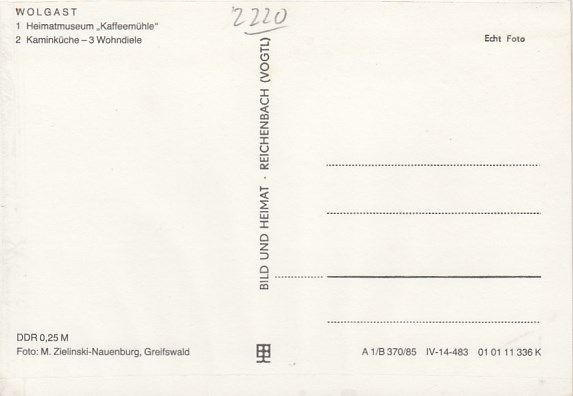 WOLGAST
1 Heimatmuseum „Kaffeemühle"
2 Kaminküche – 3 Wohndiele
2220
Echt Foto
BILD UND HEIMAT · REICHENBACH (VOGTL)
DDR 0,25 M
Foto: M. Zielinski-Nauenburg, Greifswald
A 1/B 370/85 IV-14-483 01 01 11 336 K